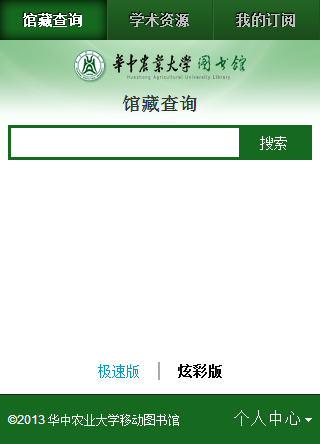 馆藏查询 学术资源 我的订阅
华中农业大学图书馆
Huazhong Agricultural University Library
馆藏查询
搜索
极速版 | 炫彩版
©2013 华中农业大学移动图书馆 个人中心